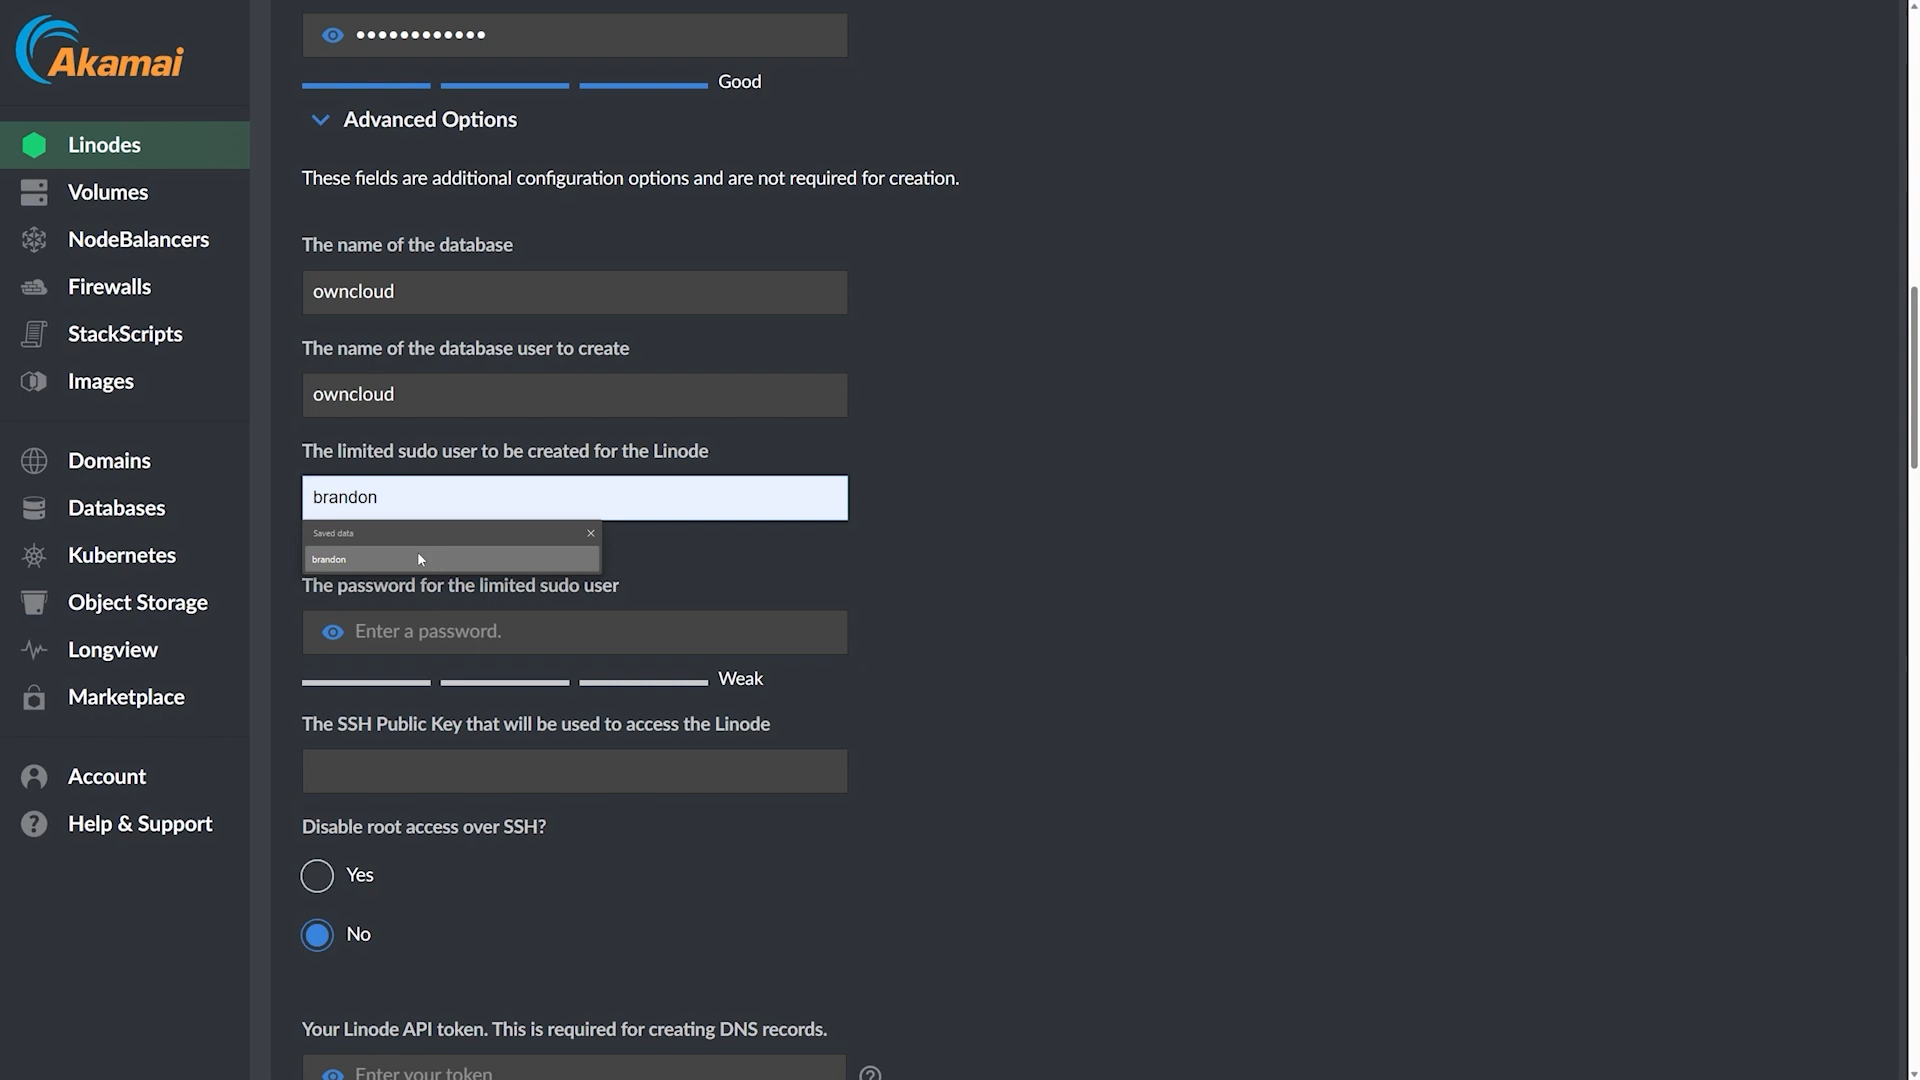 Akamai
Linodes
Volumes
NodeBalancers
Firewalls
StackScripts
Images
Domains
Databases
Kubernetes
Object Storage
Longview
Marketplace
Account
Help & Support
••••••••••••
Good
Advanced Options
These fields are additional configuration options and are not required for creation.
The name of the database
owncloud
The name of the database user to create
owncloud
The limited sudo user to be created for the Linode
brandon
Saved data
brandon
The password for the limited sudo user
Enter a password.
Weak
The SSH Public Key that will be used to access the Linode
Disable root access over SSH?
Yes
No
Your Linode API token. This is required for creating DNS records.
Enter your token